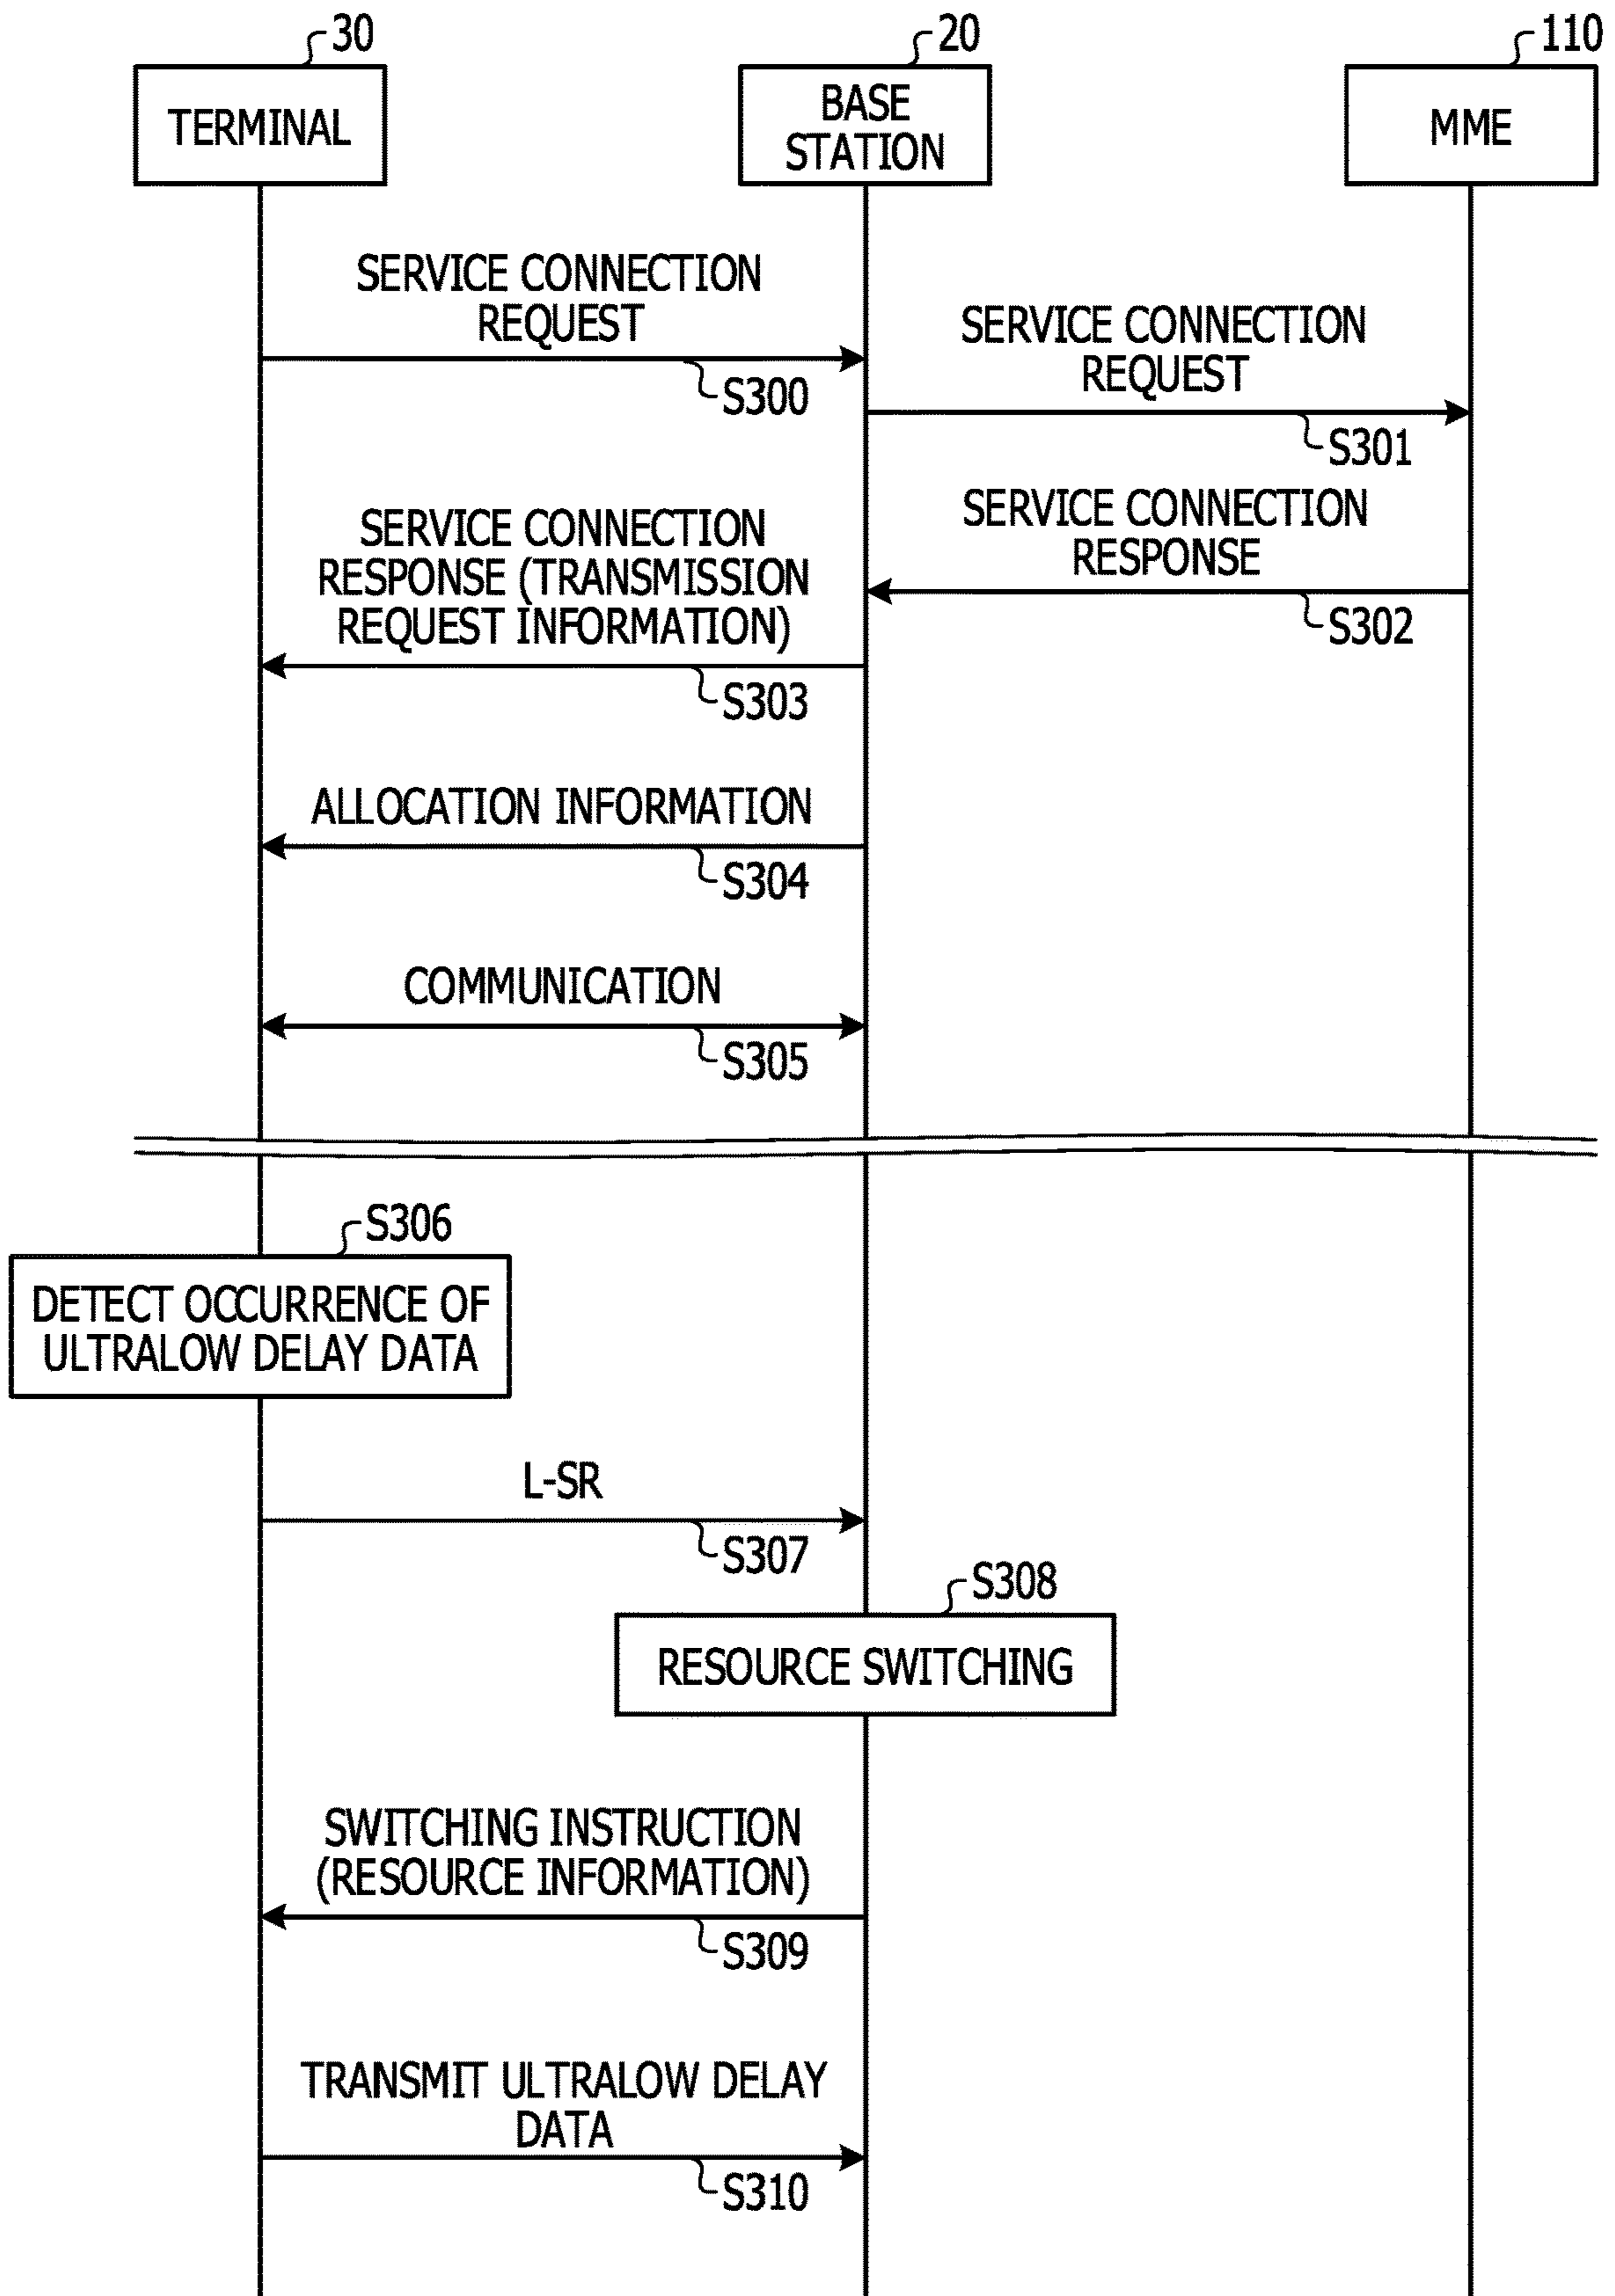 30
20
110
TERMINAL
BASE
STATION
MME
SERVICE CONNECTION
REQUEST
S300
SERVICE CONNECTION
REQUEST
S301
SERVICE CONNECTION
RESPONSE
S302
SERVICE CONNECTION
RESPONSE (TRANSMISSION
REQUEST INFORMATION)
S303
ALLOCATION INFORMATION
S304
COMMUNICATION
S305
S306
DETECT OCCURRENCE OF
ULTRALOW DELAY DATA
L-SR
S307
S308
RESOURCE SWITCHING
SWITCHING INSTRUCTION
(RESOURCE INFORMATION)
S309
TRANSMIT ULTRALOW DELAY
DATA
S310